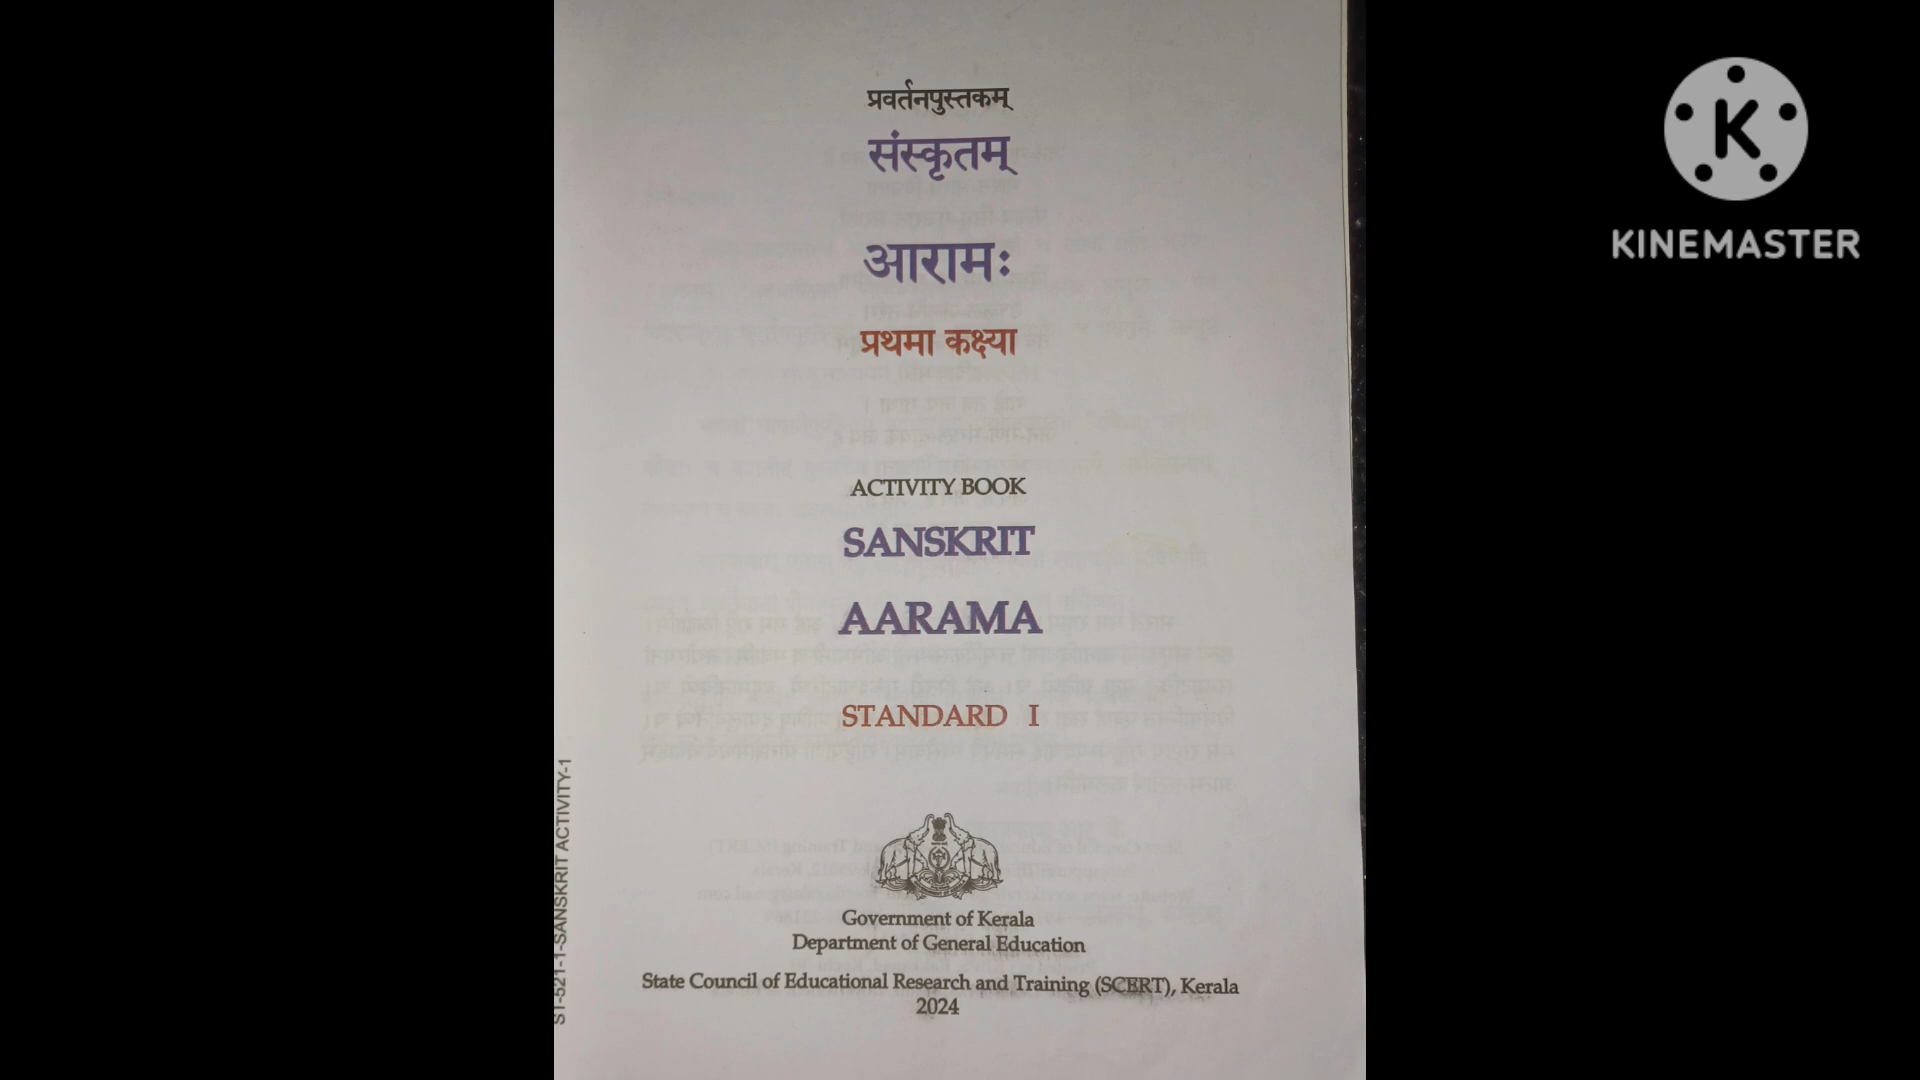 प्रवर्तनपुस्तकम्
संस्कृतम्
आरामः
प्रथमा कक्ष्या
ACTIVITY BOOK
SANSKRIT
AARAMA
STANDARD I
Government of Kerala
Department of General Education
State Council of Educational Research and Training (SCERT), Kerala
2024
ST-521-1-SANSKRIT ACTIVITY-1
K
KINEMASTER